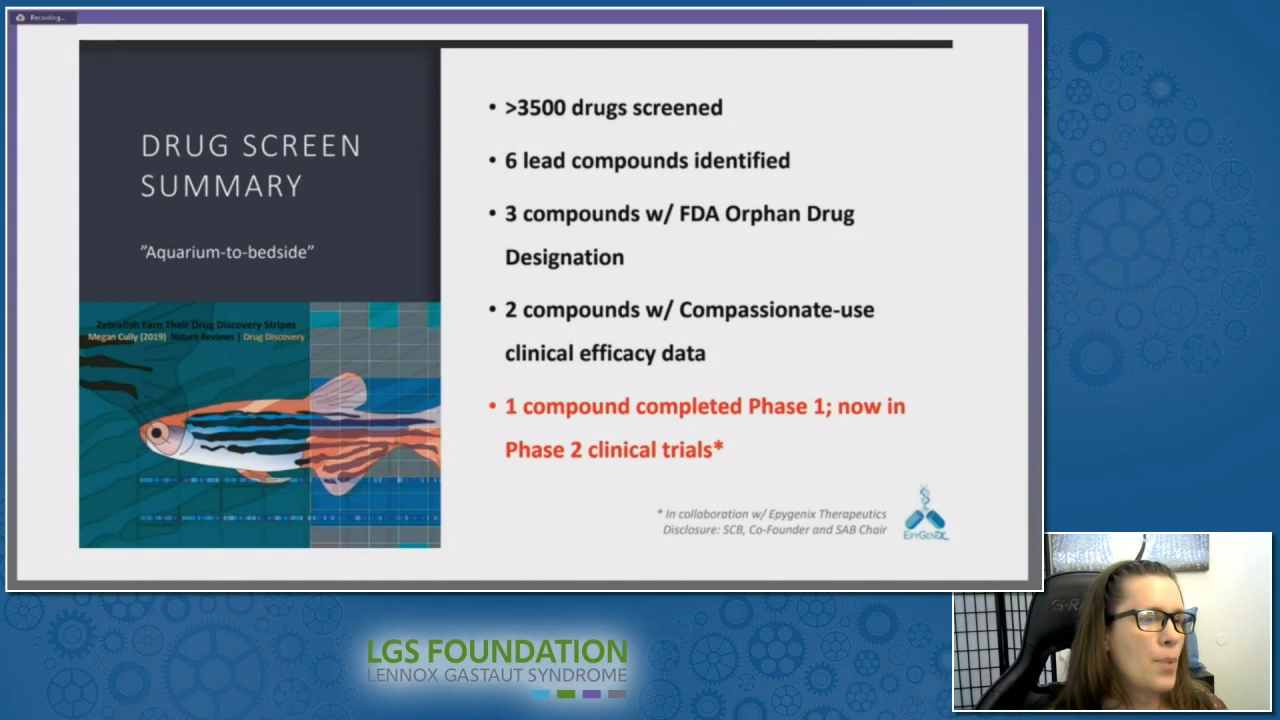 Recording...
DRUG SCREEN
SUMMARY
"Aquarium-to-bedside"
Zebrafish Earn Their Drug Discovery Stripes
Megan Cully (2019) Nature Reviews | Drug Discovery
• >3500 drugs screened
• 6 lead compounds identified
• 3 compounds w/ FDA Orphan Drug
Designation
• 2 compounds w/ Compassionate-use
clinical efficacy data
• 1 compound completed Phase 1; now in
Phase 2 clinical trials*
* In collaboration w/ Epygenix Therapeutics
Disclosure: SCB, Co-Founder and SAB Chair
EPYGENIX
LGS FOUNDATION
LENNOX GASTAUT SYNDROME